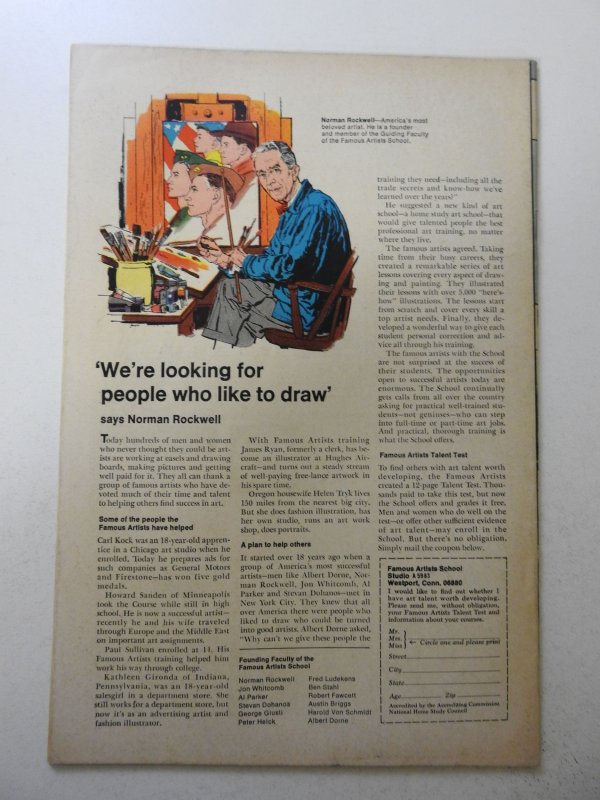 Norman Rockwell—America's most
beloved artist. He is a founder
and member of the Guiding Faculty
of the Famous Artists School.
'We're looking for
people who like to draw'
says Norman Rockwell
Today hundreds of men and women
who never thought they could be art-
ists are working at easels and drawing
boards, making pictures and getting
well paid for it. They all can thank a
group of famous artists who have de-
voted much of their time and talent
to helping others find success in art.
Some of the people the
Famous Artists have helped
Carl Kock was an 18-year-old appren-
tice in a Chicago art studio when he
enrolled. Today he prepares ads for
such companies as General Motors
and Firestone—has won five gold
medals.
Howard Sanden of Minneapolis
took the Course while still in high
school. He is now a successful artist—
recently he and his wife traveled
through Europe and the Middle East
on important art assignments.
Paul Sullivan enrolled at 14. His
Famous Artists training helped him
work his way through college.
Kathleen Gironda of Indiana,
Pennsylvania, was an 18-year-old
salesgirl in a department store. She
still works for a department store, but
now it's as an advertising artist and
fashion illustrator.
With Famous Artists training
James Ryan, formerly a clerk, has be-
come an illustrator at Hughes Air-
craft—and turns out a steady stream
of well-paying free-lance artwork in
his spare time.
Oregon housewife Helen Tryk lives
150 miles from the nearest big city.
But she does fashion illustration, has
her own studio, runs an art work
shop, does portraits.
A plan to help others
It started over 18 years ago when a
group of America's most successful
artists—men like Albert Dorne, Nor-
man Rockwell, Jon Whitcomb, Al
Parker and Stevan Dohanos—met in
New York City. They knew that all
over America there were people who
liked to draw who could be turned
into good artists. Albert Dorne asked,
"Why can't we give these people the
Founding Faculty of the
Famous Artists School
Norman Rockwell
Jon Whitcomb
Al Parker
Stevan Dohanos
George Giusti
Peter Helck
Fred Ludekens
Ben Stahl
Robert Fawcett
Austin Briggs
Harold Von Schmidt
Albert Dorne
training they need—including all the
trade secrets and know-how we've
learned over the years?"
He suggested a new kind of art
school—a home study art school—that
would give talented people the best
professional art training, no matter
where they live.
The famous artists agreed. Taking
time from their busy careers, they
created a remarkable series of art
lessons covering every aspect of draw-
ing and painting. They illustrated
their lessons with over 5,000 "here's-
how" illustrations. The lessons start
from scratch and cover every skill a
top artist needs. Finally, they de-
veloped a wonderful way to give each
student personal correction and ad-
vice all through his training.
The famous artists with the School
are not surprised at the success of
their students. The opportunities
open to successful artists today are
enormous. The School continually
gets calls from all over the country
asking for practical well-trained stu-
dents—not geniuses—who can step
into full-time or part-time art jobs.
And practical, thorough training is
what the School offers.
Famous Artists Talent Test
To find others with art talent worth
developing, the Famous Artists
created a 12-page Talent Test. Thou-
sands paid to take this test, but now
the School offers and grades it free.
Men and women who do well on the
test—or offer other sufficient evidence
of art talent—may enroll in the
School. But there's no obligation.
Simply mail the coupon below.
Famous Artists School
Studio
Westport, Conn. 06880
I would like to find out whether I
have art talent worth developing.
Please send me, without obligation,
your Famous Artists Talent Test and
information about your courses.
Mr.
Mrs.
Miss
← Circle one and please print
Street
City
State
Age Zip
Accredited by the Accrediting Commission
National Home Study Council